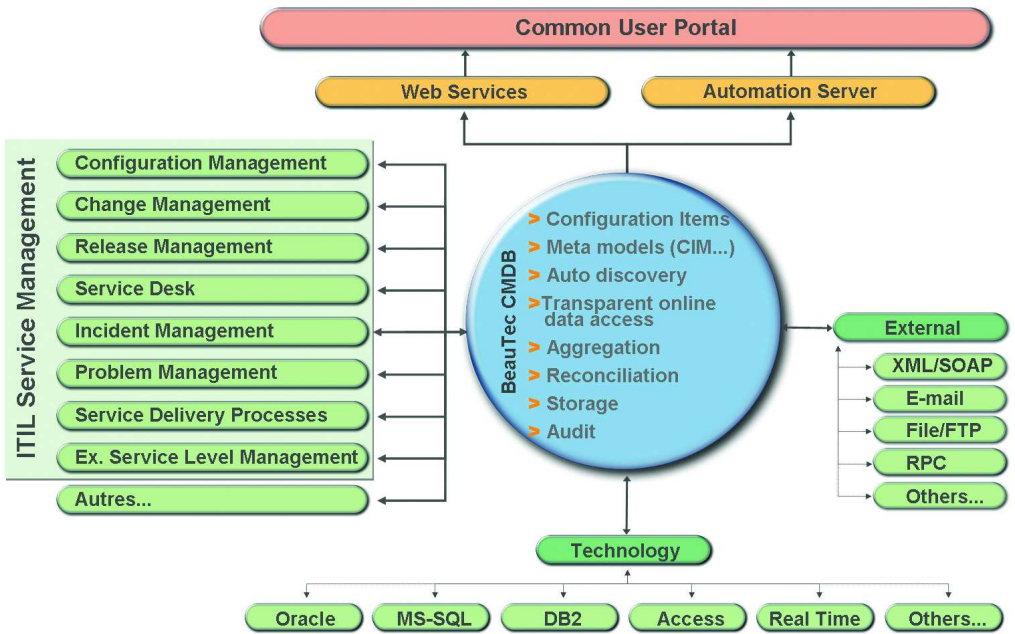 Common User Portal
Web Services
Automation Server
ITIL Service Management
Configuration Management
Change Management
Release Management
Service Desk
Incident Management
Problem Management
Service Delivery Processes
Ex. Service Level Management
Autres...
BeauTec CMDB
> Configuration Items
> Meta models (CIM...)
> Auto discovery
> Transparent online
data access
> Aggregation
> Reconciliation
> Storage
> Audit
External
XML/SOAP
E-mail
File/FTP
RPC
Others...
Technology
Oracle
MS-SQL
DB2
Access
Real Time
Others...